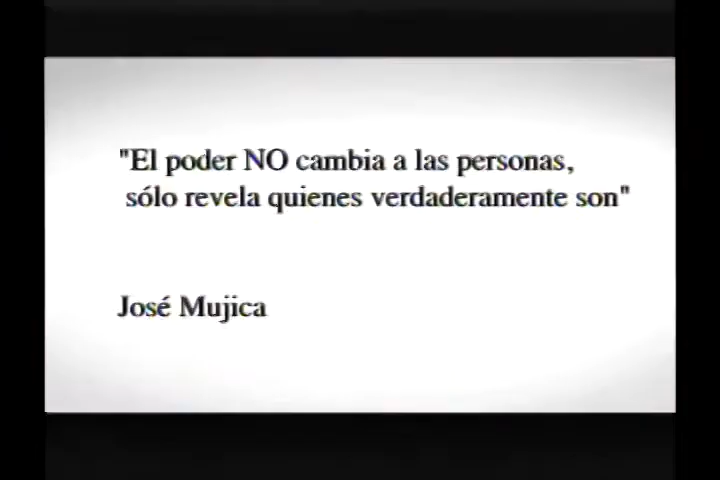 "El poder NO cambia a las personas,
sólo revela quienes verdaderamente son"
José Mujica